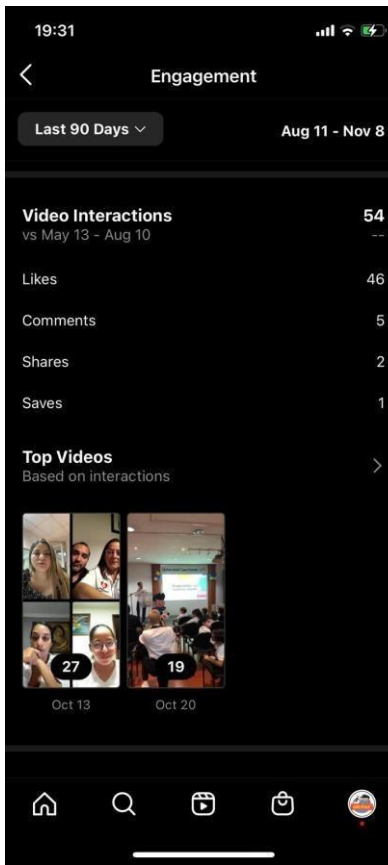 19:31
Engagement
Last 90 Days
Aug 11 - Nov 8
Video Interactions 54
vs May 13 - Aug 10 --
Likes 46
Comments 5
Shares 2
Saves 1
Top Videos
Based on interactions
27 19
Oct 13 Oct 20